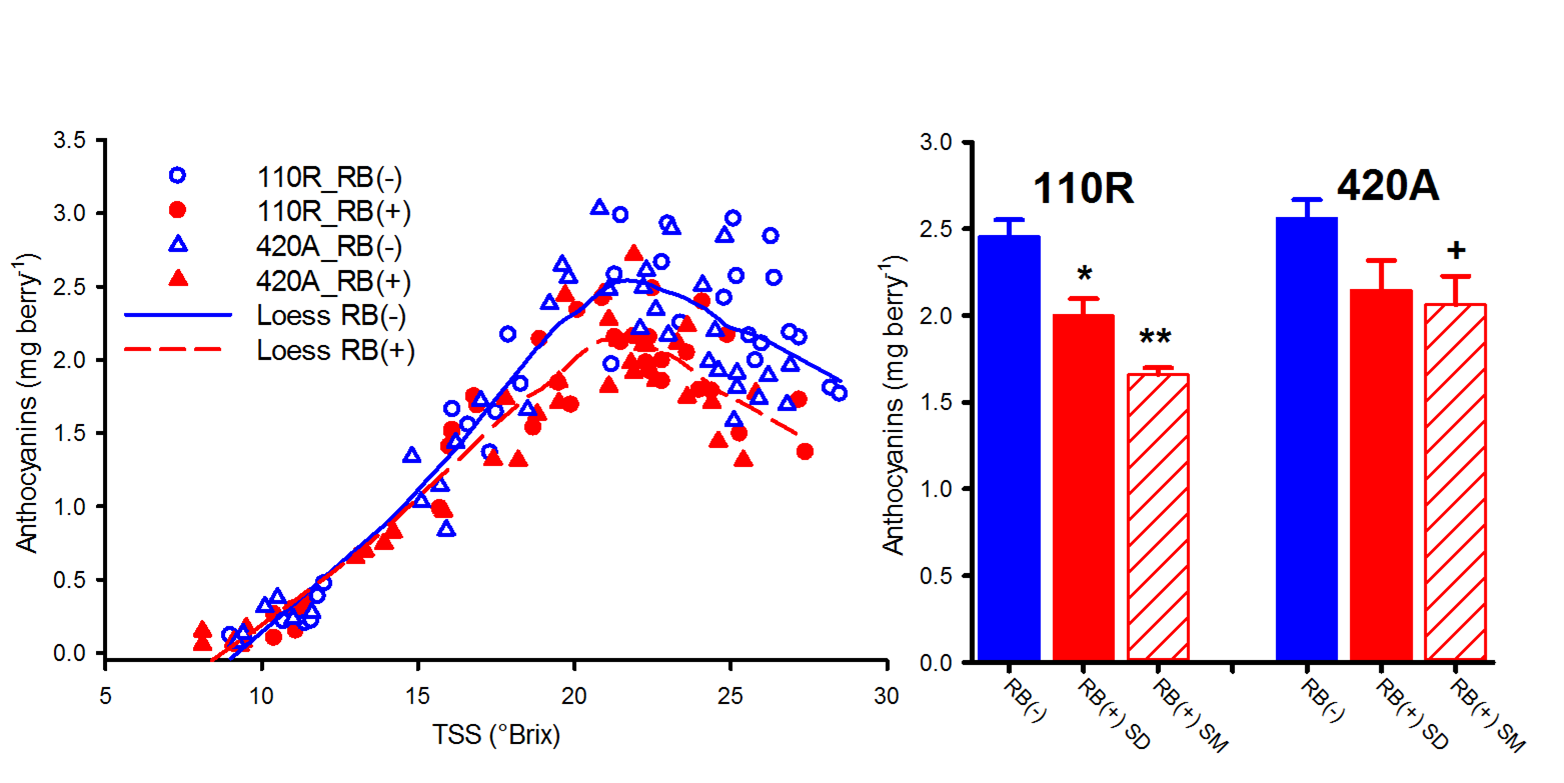 3.5
3.0
2.5
2.0
1.5
1.0
0.5
0.0
Anthocyanins (mg berry⁻¹)
110R_RB(-)
110R_RB(+)
420A_RB(-)
420A_RB(+)
Loess RB(-)
Loess RB(+)
5 10 15 20 25 30
TSS (°Brix)
3.0
2.5
2.0
1.5
1.0
0.5
0.0
Anthocyanins (mg berry⁻¹)
110R
420A
*
**
+
RB(-)
RB(+) SD
RB(+) SM
RB(-)
RB(+) SD
RB(+) SM